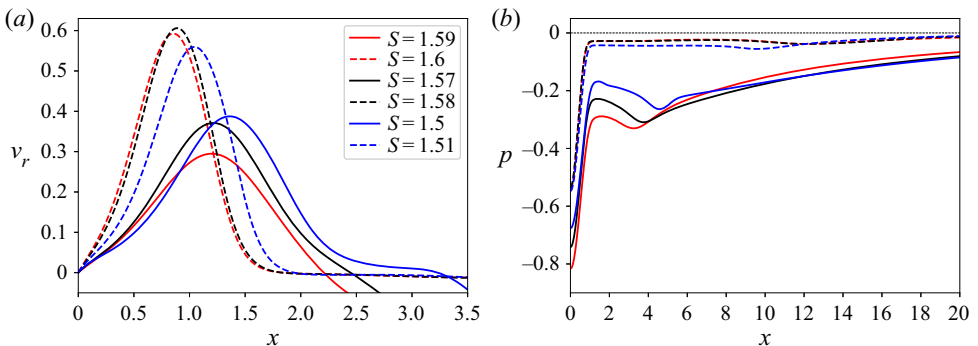 (a)
0.6
0.5
0.4
0.3
0.2
0.1
0
v_r
0 0.5 1.0 1.5 2.0 2.5 3.0 3.5
x
S = 1.59
S = 1.6
S = 1.57
S = 1.58
S = 1.5
S = 1.51
(b)
0
−0.2
−0.4
−0.6
−0.8
p
0 2 4 6 8 10 12 14 16 18 20
x